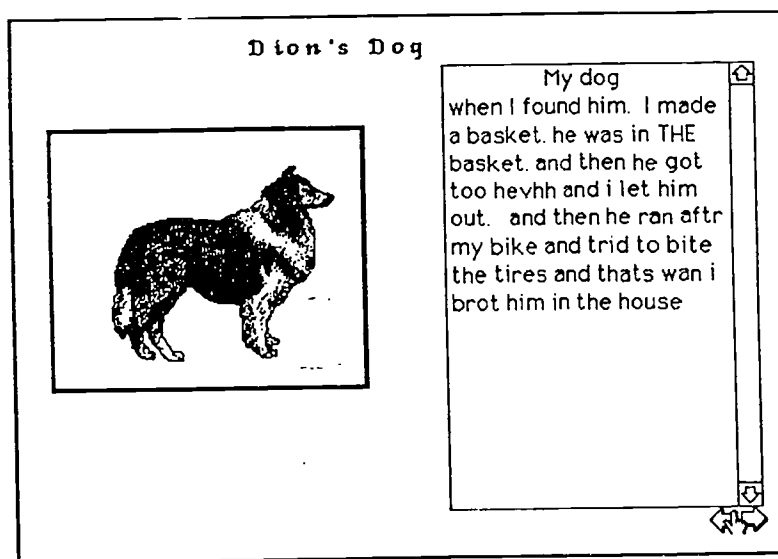 Dion's Dog
My dog
when I found him.  I made
a basket. he was in THE
basket. and then he got
too hevhh and i let him
out.   and then he ran aftr
my bike and trid to bite
the tires and thats wan i
brot him in the house